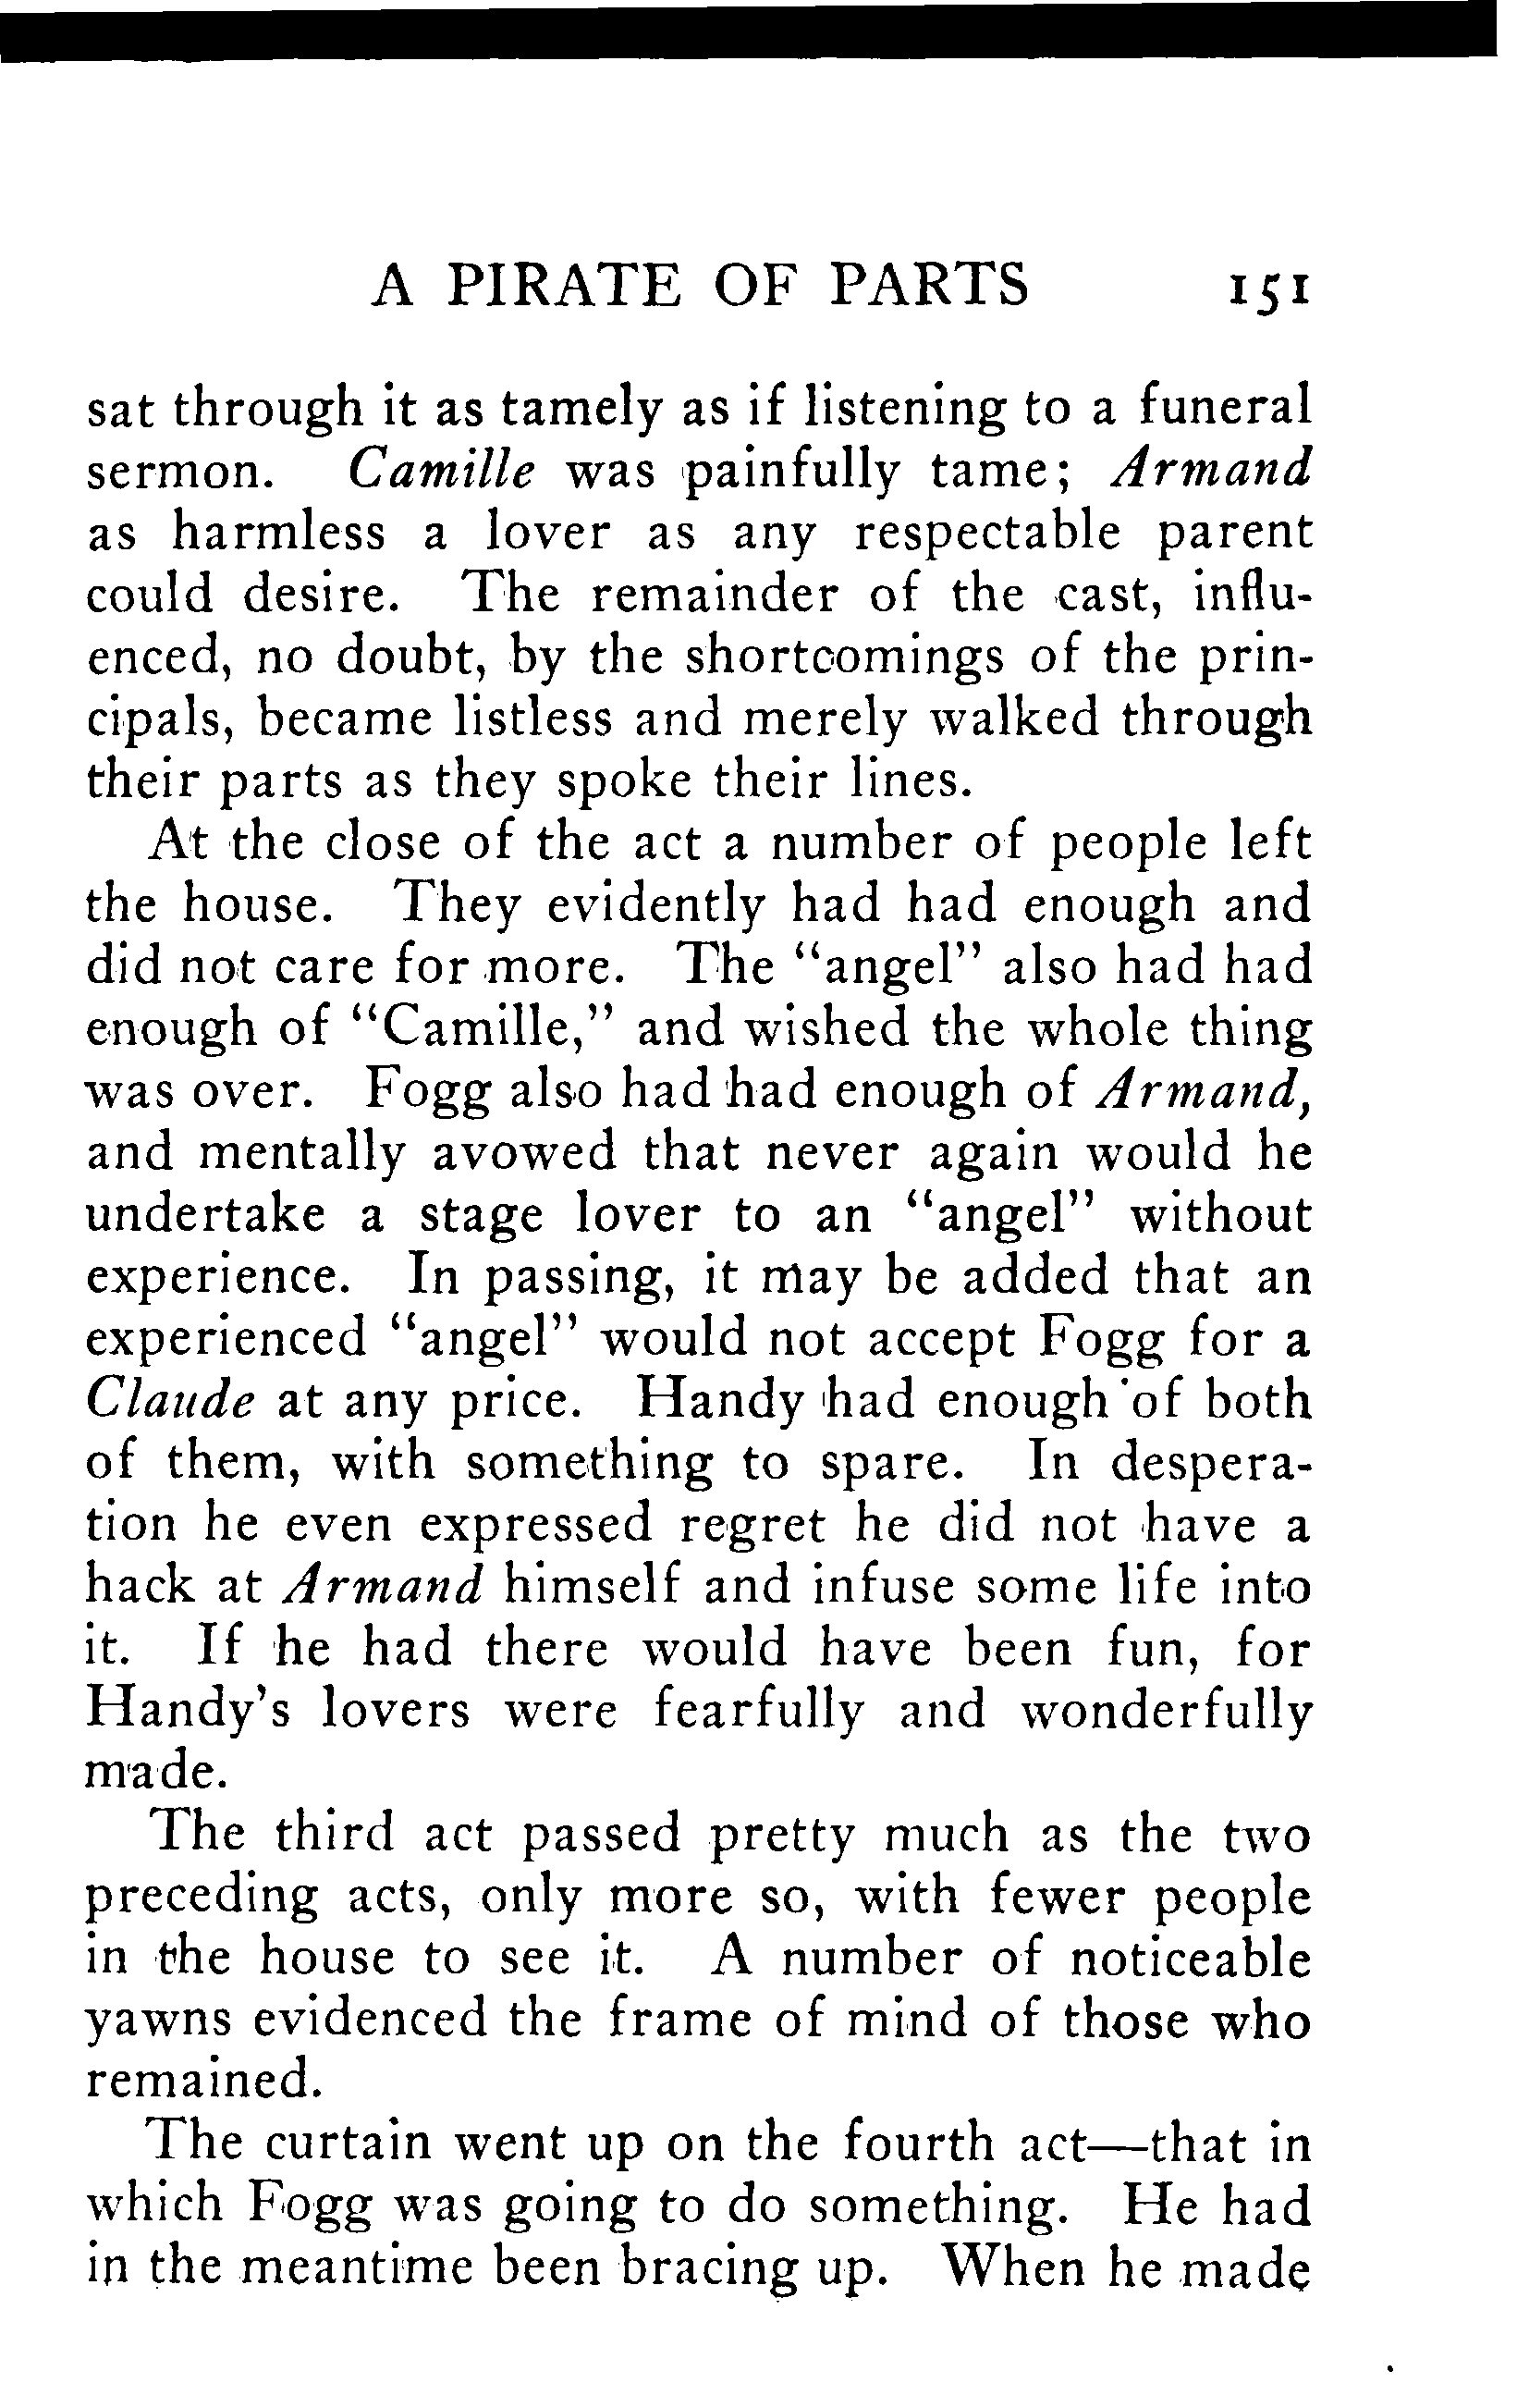 A PIRATE OF PARTS 151
sat through it as tamely as if listening to a funeral
sermon. Camille was painfully tame; Armand
as harmless a lover as any respectable parent
could desire. The remainder of the cast, influ-
enced, no doubt, by the shortcomings of the prin-
cipals, became listless and merely walked through
their parts as they spoke their lines.
At the close of the act a number of people left
the house. They evidently had had enough and
did not care for more. The "angel" also had had
enough of "Camille," and wished the whole thing
was over. Fogg also had had enough of Armand,
and mentally avowed that never again would he
undertake a stage lover to an "angel" without
experience. In passing, it may be added that an
experienced "angel" would not accept Fogg for a
Claude at any price. Handy had enough of both
of them, with something to spare. In despera-
tion he even expressed regret he did not have a
hack at Armand himself and infuse some life into
it. If he had there would have been fun, for
Handy's lovers were fearfully and wonderfully
made.
The third act passed pretty much as the two
preceding acts, only more so, with fewer people
in the house to see it. A number of noticeable
yawns evidenced the frame of mind of those who
remained.
The curtain went up on the fourth act—that in
which Fogg was going to do something. He had
in the meantime been bracing up. When he made